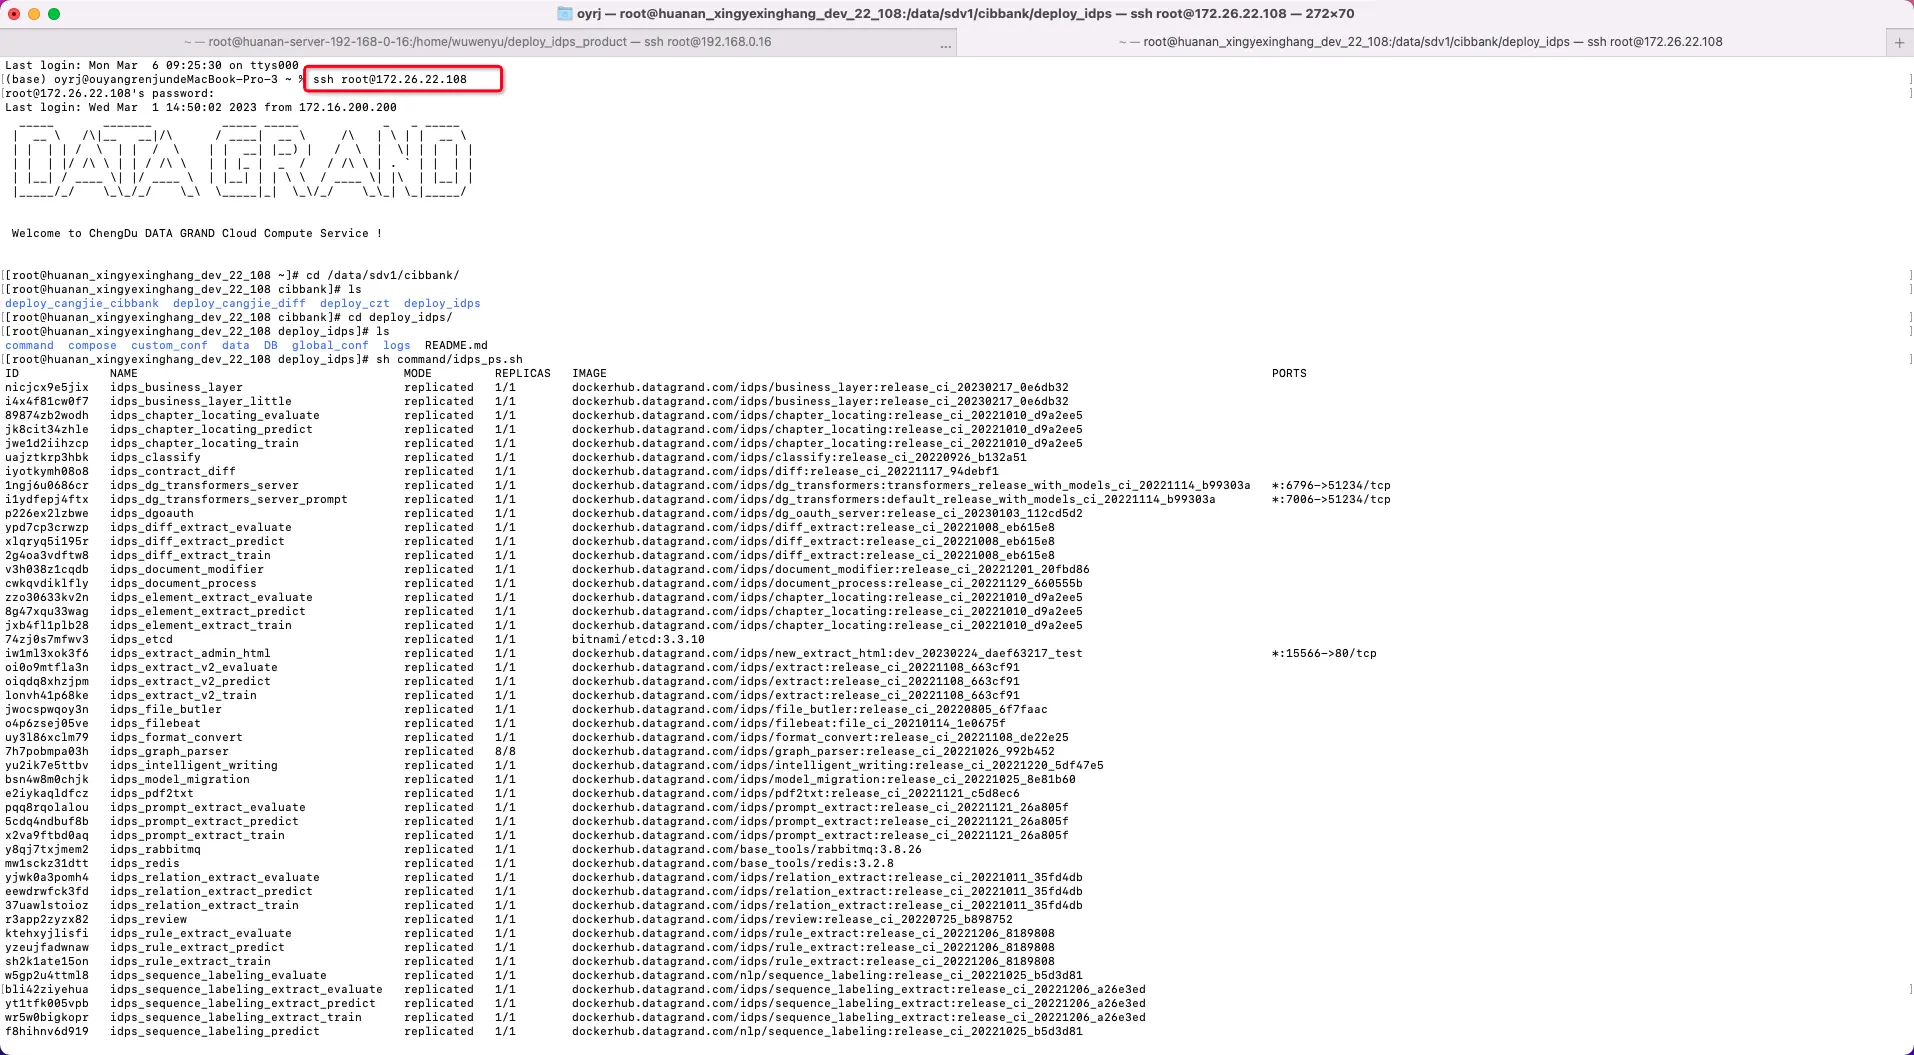 oyrj — root@huanan_xingyexinghang_dev_22_108:/data/sdv1/cibbank/deploy_idps — ssh root@172.26.22.108 — 272×70
~ — root@huanan-server-192-168-0-16:/home/wuwenyu/deploy_idps_product — ssh root@192.168.0.16 ...
~ — root@huanan_xingyexinghang_dev_22_108:/data/sdv1/cibbank/deploy_idps — ssh root@172.26.22.108 +
Last login: Mon Mar  6 09:25:30 on ttys000
(base) oyrj@ouyangrenjundeMacBook-Pro-3 ~ % ssh root@172.26.22.108
root@172.26.22.108's password:
Last login: Wed Mar  1 14:50:02 2023 from 172.16.200.200
DATA GRAND
Welcome to ChengDu DATA GRAND Cloud Compute Service !
[root@huanan_xingyexinghang_dev_22_108 ~]# cd /data/sdv1/cibbank/
[root@huanan_xingyexinghang_dev_22_108 cibbank]# ls
deploy_cangjie_cibbank  deploy_cangjie_diff  deploy_czt  deploy_idps
[root@huanan_xingyexinghang_dev_22_108 cibbank]# cd deploy_idps/
[root@huanan_xingyexinghang_dev_22_108 deploy_idps]# ls
command  compose  custom_conf  data  DB  global_conf  logs  README.md
[root@huanan_xingyexinghang_dev_22_108 deploy_idps]# sh command/idps_ps.sh
ID NAME MODE REPLICAS IMAGE PORTS
nicjcx9e5jix idps_business_layer replicated 1/1 dockerhub.datagrand.com/idps/business_layer:release_ci_20230217_0e6db32
i4x4f81cw0f7 idps_business_layer_little replicated 1/1 dockerhub.datagrand.com/idps/business_layer:release_ci_20230217_0e6db32
89874zb2wodh idps_chapter_locating_evaluate replicated 1/1 dockerhub.datagrand.com/idps/chapter_locating:release_ci_20221010_d9a2ee5
jk8cit34zhle idps_chapter_locating_predict replicated 1/1 dockerhub.datagrand.com/idps/chapter_locating:release_ci_20221010_d9a2ee5
jwe1d2iihzcp idps_chapter_locating_train replicated 1/1 dockerhub.datagrand.com/idps/chapter_locating:release_ci_20221010_d9a2ee5
uajztkrp3hbk idps_classify replicated 1/1 dockerhub.datagrand.com/idps/classify:release_ci_20220926_b132a51
iyotkymh08o8 idps_contract_diff replicated 1/1 dockerhub.datagrand.com/idps/diff:release_ci_20221117_94debf1
1ngj6u0686cr idps_dg_transformers_server replicated 1/1 dockerhub.datagrand.com/idps/dg_transformers:transformers_release_with_models_ci_20221114_b99303a *:6796->51234/tcp
i1ydfepj4ftx idps_dg_transformers_server_prompt replicated 1/1 dockerhub.datagrand.com/idps/dg_transformers:default_release_with_models_ci_20221114_b99303a *:7006->51234/tcp
p226ex2lzbwe idps_dgoauth replicated 1/1 dockerhub.datagrand.com/idps/dg_oauth_server:release_ci_20230103_112cd5d2
ypd7cp3crwzp idps_diff_extract_evaluate replicated 1/1 dockerhub.datagrand.com/idps/diff_extract:release_ci_20221008_eb615e8
xlqryq5i195r idps_diff_extract_predict replicated 1/1 dockerhub.datagrand.com/idps/diff_extract:release_ci_20221008_eb615e8
2g4oa3vdftw8 idps_diff_extract_train replicated 1/1 dockerhub.datagrand.com/idps/diff_extract:release_ci_20221008_eb615e8
v3h038z1cqdb idps_document_modifier replicated 1/1 dockerhub.datagrand.com/idps/document_modifier:release_ci_20221201_20fbd86
cwkqvdiklfly idps_document_process replicated 1/1 dockerhub.datagrand.com/idps/document_process:release_ci_20221129_660555b
zzo30633kv2n idps_element_extract_evaluate replicated 1/1 dockerhub.datagrand.com/idps/chapter_locating:release_ci_20221010_d9a2ee5
8g47xqu33wag idps_element_extract_predict replicated 1/1 dockerhub.datagrand.com/idps/chapter_locating:release_ci_20221010_d9a2ee5
jxb4fl1plb28 idps_element_extract_train replicated 1/1 dockerhub.datagrand.com/idps/chapter_locating:release_ci_20221010_d9a2ee5
74zj0s7mfwv3 idps_etcd replicated 1/1 bitnami/etcd:3.3.10
iw1ml3xok3f6 idps_extract_admin_html replicated 1/1 dockerhub.datagrand.com/idps/new_extract_html:dev_20230224_daef63217_test *:15566->80/tcp
oi0o9mtfla3n idps_extract_v2_evaluate replicated 1/1 dockerhub.datagrand.com/idps/extract:release_ci_20221108_663cf91
oiqdq8xhzjpm idps_extract_v2_predict replicated 1/1 dockerhub.datagrand.com/idps/extract:release_ci_20221108_663cf91
lonvh41p68ke idps_extract_v2_train replicated 1/1 dockerhub.datagrand.com/idps/extract:release_ci_20221108_663cf91
jwocspwqoy3n idps_file_butler replicated 1/1 dockerhub.datagrand.com/idps/file_butler:release_ci_20220805_6f7faac
o4p6zsej05ve idps_filebeat replicated 1/1 dockerhub.datagrand.com/idps/filebeat:file_ci_20210114_1e0675f
uy3l86xclm79 idps_format_convert replicated 1/1 dockerhub.datagrand.com/idps/format_convert:release_ci_20221108_de22e25
7h7pobmpa03h idps_graph_parser replicated 8/8 dockerhub.datagrand.com/idps/graph_parser:release_ci_20221026_992b452
yu2ik7e5ttbv idps_intelligent_writing replicated 1/1 dockerhub.datagrand.com/idps/intelligent_writing:release_ci_20221220_5df47e5
bsn4w8m0chjk idps_model_migration replicated 1/1 dockerhub.datagrand.com/idps/model_migration:release_ci_20221025_8e81b60
e2iykaqldfcz idps_pdf2txt replicated 1/1 dockerhub.datagrand.com/idps/pdf2txt:release_ci_20221121_c5d8ec6
pqq8rqolalou idps_prompt_extract_evaluate replicated 1/1 dockerhub.datagrand.com/idps/prompt_extract:release_ci_20221121_26a805f
5cdq4ndbuf8b idps_prompt_extract_predict replicated 1/1 dockerhub.datagrand.com/idps/prompt_extract:release_ci_20221121_26a805f
x2va9ftbd0aq idps_prompt_extract_train replicated 1/1 dockerhub.datagrand.com/idps/prompt_extract:release_ci_20221121_26a805f
y8qj7txjmem2 idps_rabbitmq replicated 1/1 dockerhub.datagrand.com/base_tools/rabbitmq:3.8.26
mw1sckz31dtt idps_redis replicated 1/1 dockerhub.datagrand.com/base_tools/redis:3.2.8
yjwk0a3pomh4 idps_relation_extract_evaluate replicated 1/1 dockerhub.datagrand.com/idps/relation_extract:release_ci_20221011_35fd4db
eewdrwfck3fd idps_relation_extract_predict replicated 1/1 dockerhub.datagrand.com/idps/relation_extract:release_ci_20221011_35fd4db
37uawlstoioz idps_relation_extract_train replicated 1/1 dockerhub.datagrand.com/idps/relation_extract:release_ci_20221011_35fd4db
r3app2zyzx82 idps_review replicated 1/1 dockerhub.datagrand.com/idps/review:release_ci_20220725_b898752
ktehxyjlisfi idps_rule_extract_evaluate replicated 1/1 dockerhub.datagrand.com/idps/rule_extract:release_ci_20221206_8189808
yzeujfadwnaw idps_rule_extract_predict replicated 1/1 dockerhub.datagrand.com/idps/rule_extract:release_ci_20221206_8189808
sh2k1ate15on idps_rule_extract_train replicated 1/1 dockerhub.datagrand.com/idps/rule_extract:release_ci_20221206_8189808
w5gp2u4ttml8 idps_sequence_labeling_evaluate replicated 1/1 dockerhub.datagrand.com/nlp/sequence_labeling:release_ci_20221025_b5d3d81
bli42ziyehua idps_sequence_labeling_extract_evaluate replicated 1/1 dockerhub.datagrand.com/idps/sequence_labeling_extract:release_ci_20221206_a26e3ed
yt1tfk005vpb idps_sequence_labeling_extract_predict replicated 1/1 dockerhub.datagrand.com/idps/sequence_labeling_extract:release_ci_20221206_a26e3ed
wr5w0bigkopr idps_sequence_labeling_extract_train replicated 1/1 dockerhub.datagrand.com/idps/sequence_labeling_extract:release_ci_20221206_a26e3ed
f8hihnv6d919 idps_sequence_labeling_predict replicated 1/1 dockerhub.datagrand.com/nlp/sequence_labeling:release_ci_20221025_b5d3d81